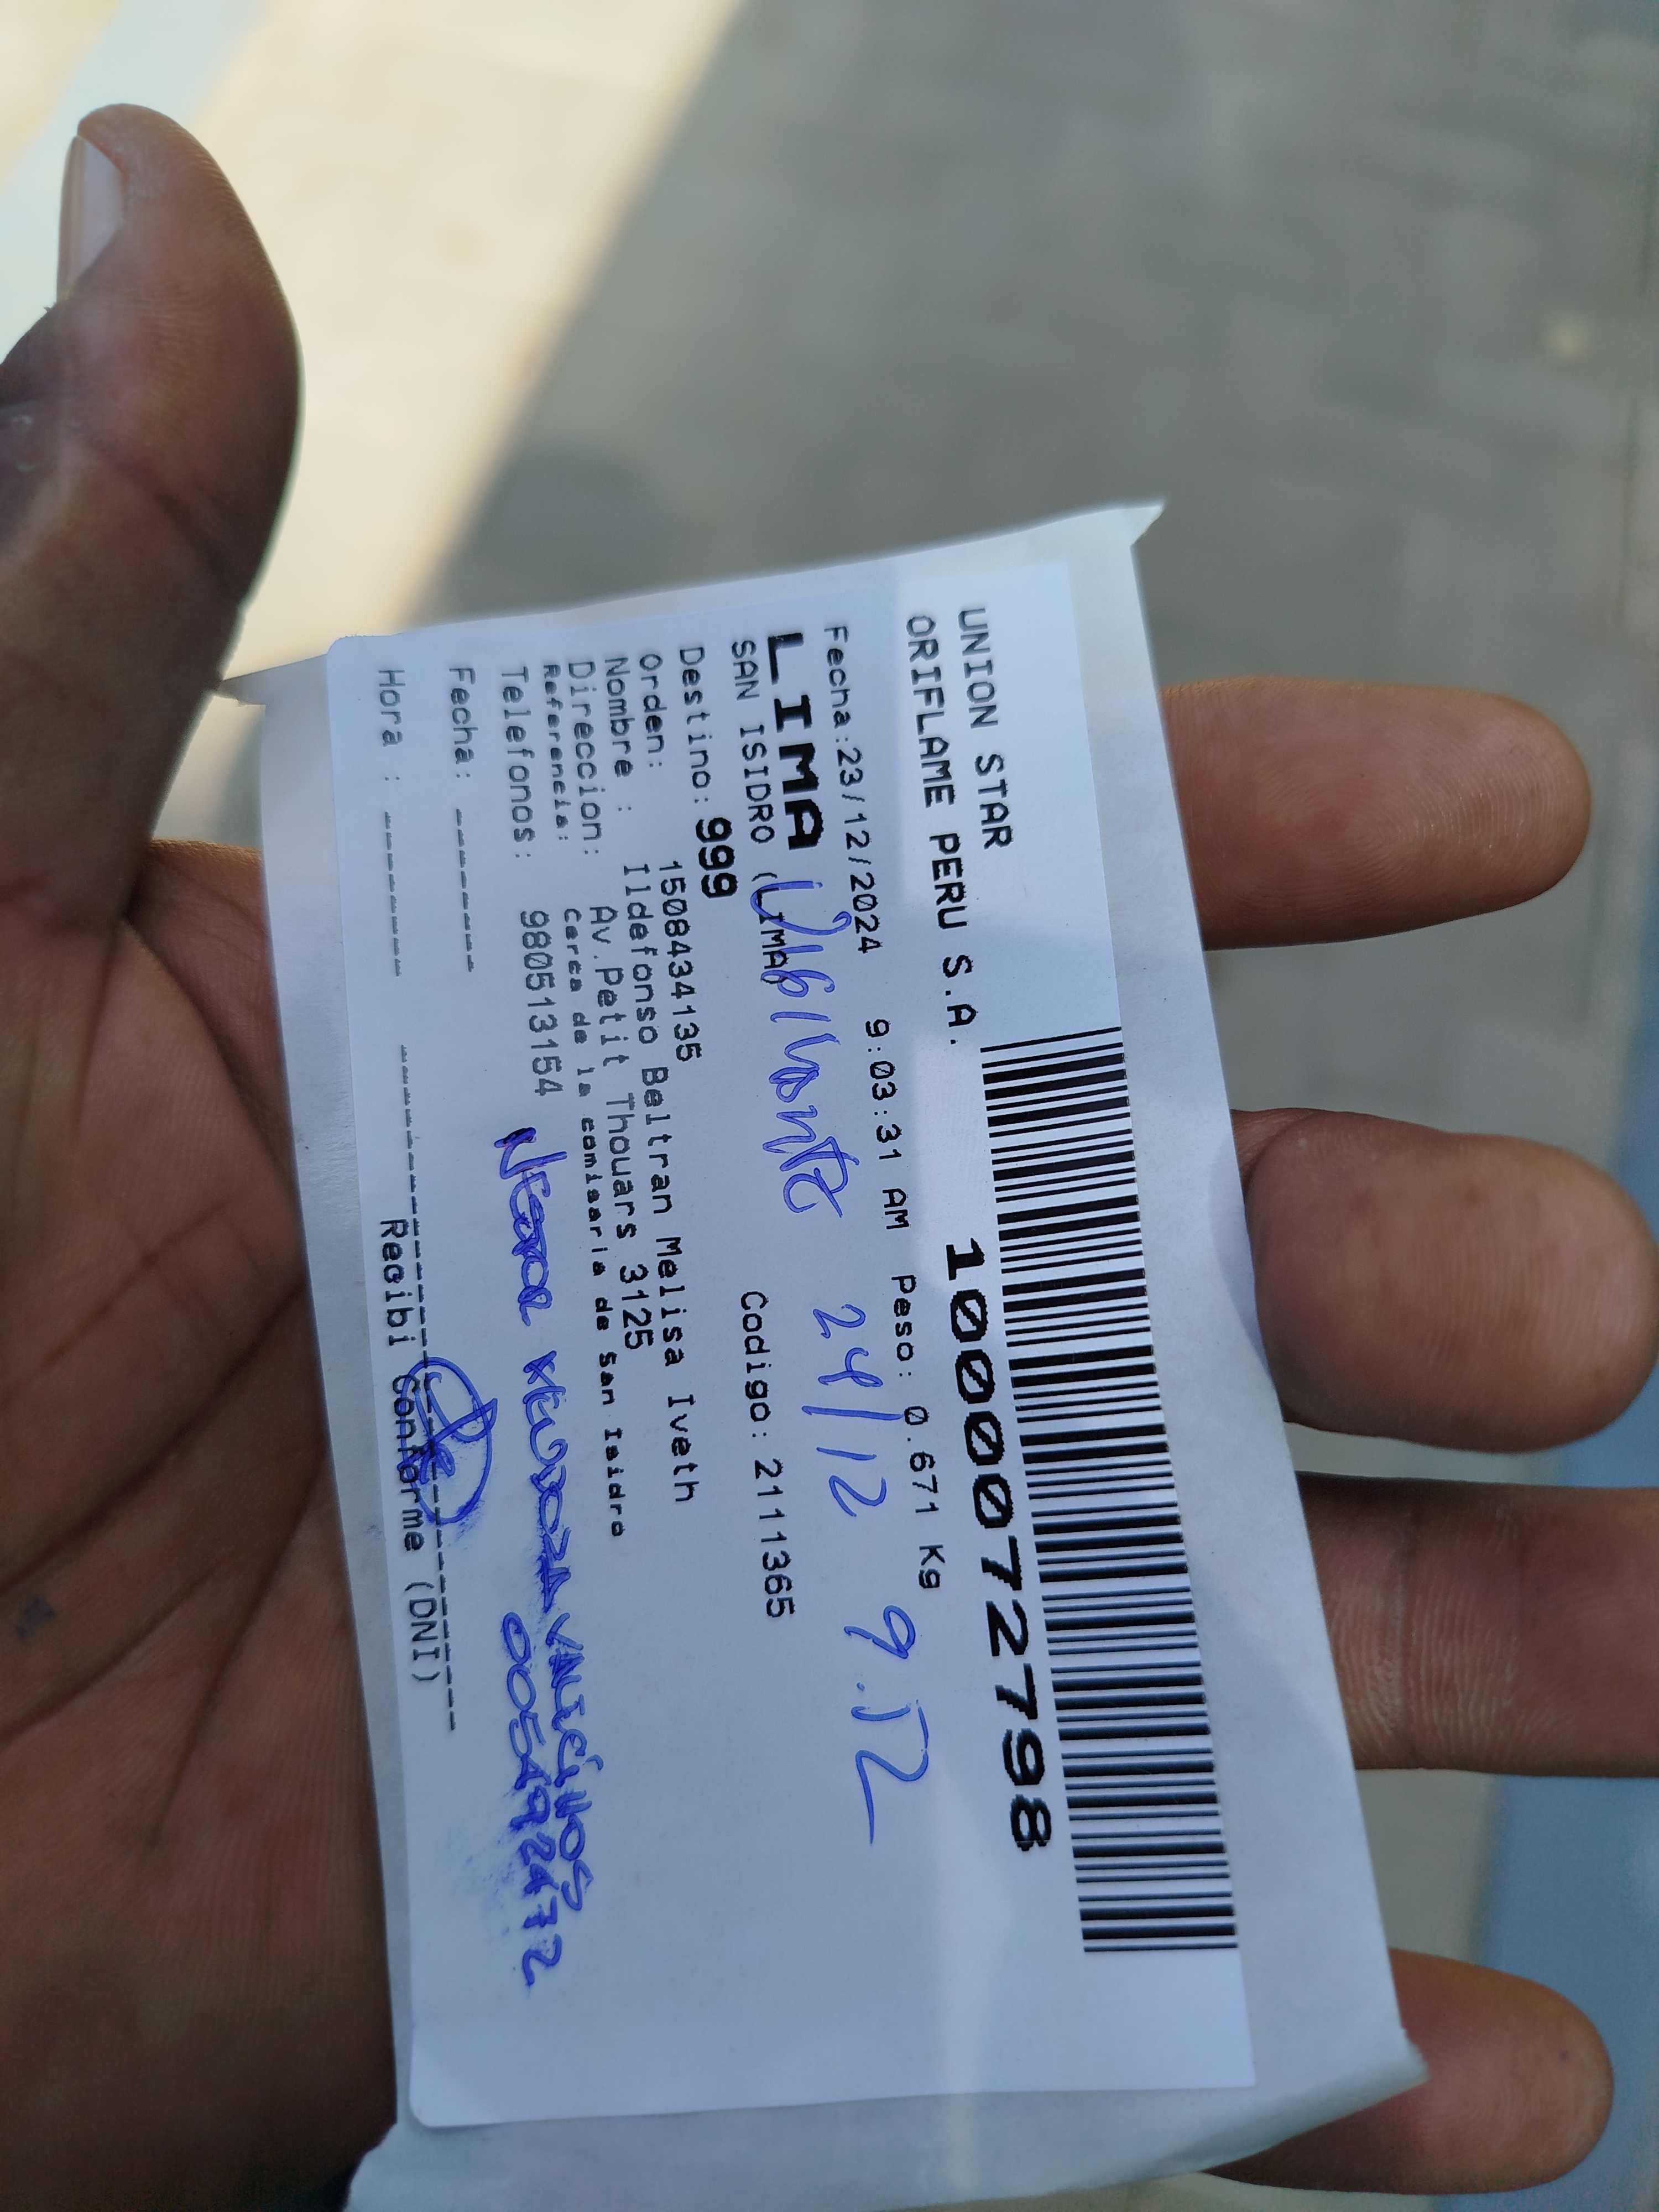 UNION STAR
ORIFLAME PERU S.A.
1000072798
Fecha:23/12/2024 9:03:31 AM Peso: 0.671 Kg
LIMA
24/12 9.52
SAN ISIDRO (LIMA)
Codigo: 2111365
Destino: 999
Orden: 1508434135
Nombre : Ildefonso Beltran Melisa Iveth
Direccion: Av.Petit Thouars 3125
Referencia: cerca de la comisaria de San Isidro
Telefonos: 980513154
Fecha: ------
Hora : -------
Recibi Conforme (DNI)